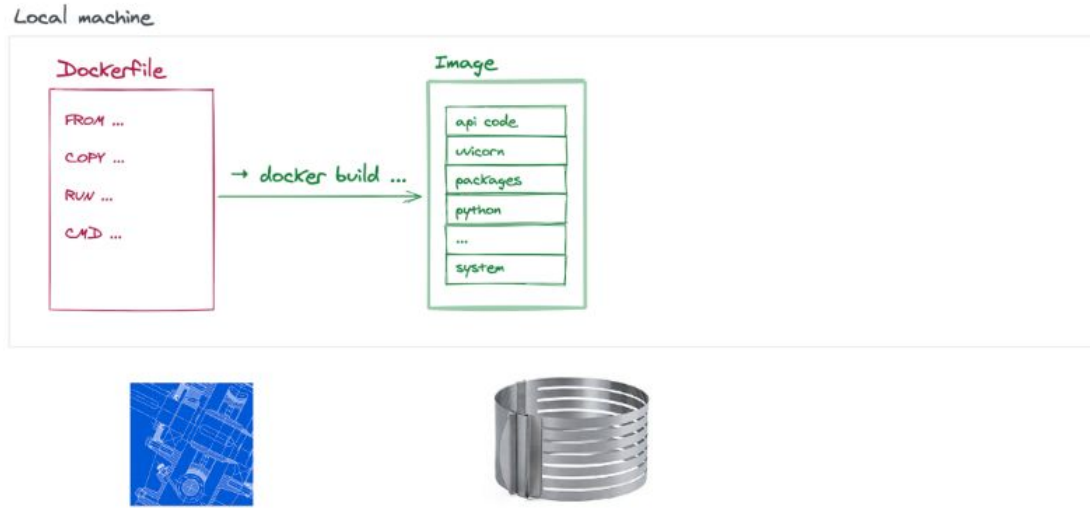 Local machine
Dockerfile
FROM ...
COPY ...
RUN ...
CMD ...
→ docker build ...
Image
api code
uvicorn
packages
python
...
system